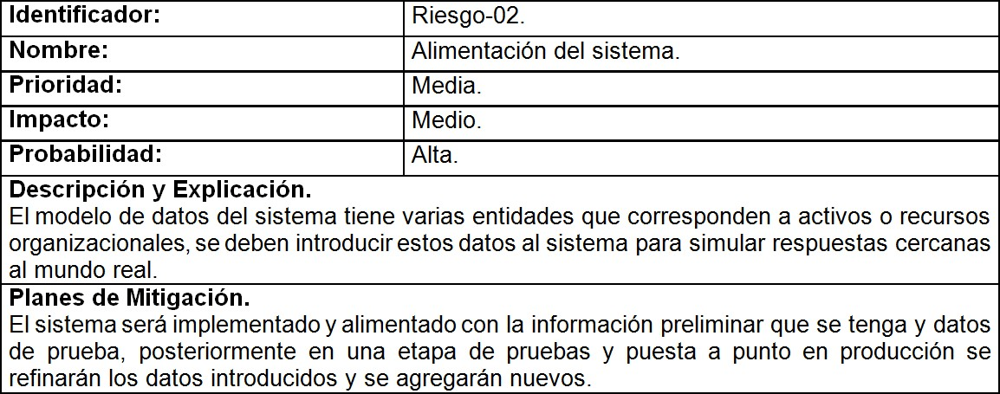 Identificador: Riesgo-02.
Nombre: Alimentación del sistema.
Prioridad: Media.
Impacto: Medio.
Probabilidad: Alta.
Descripción y Explicación.
El modelo de datos del sistema tiene varias entidades que corresponden a activos o recursos
organizacionales, se deben introducir estos datos al sistema para simular respuestas cercanas
al mundo real.
Planes de Mitigación.
El sistema será implementado y alimentado con la información preliminar que se tenga y datos
de prueba, posteriormente en una etapa de pruebas y puesta a punto en producción se
refinarán los datos introducidos y se agregarán nuevos.